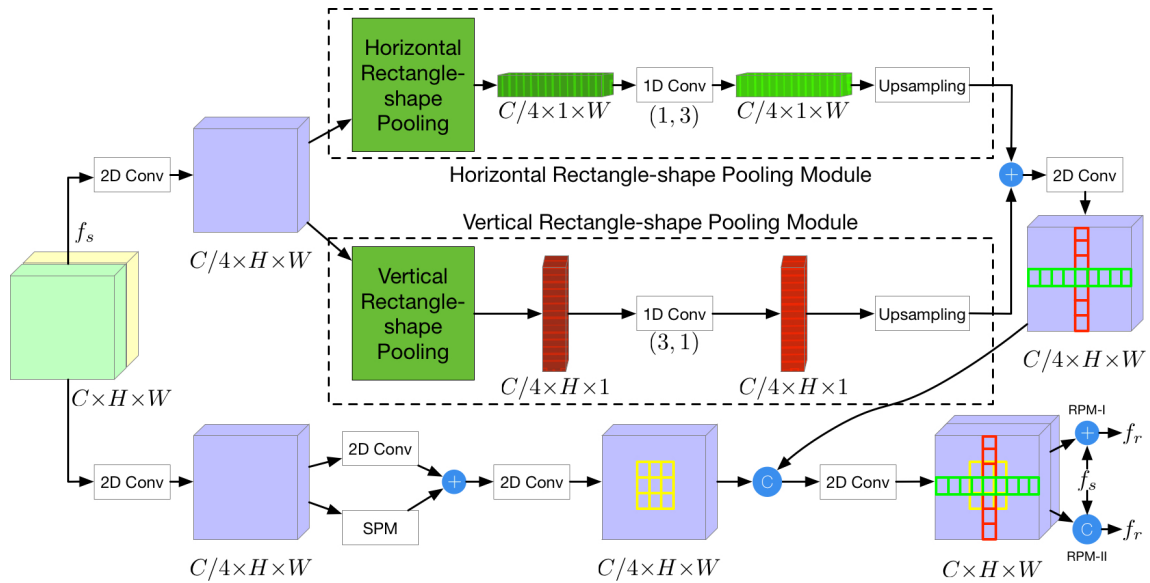 Horizontal
Rectangle-
shape
Pooling
C/4×1×W
1D Conv
(1, 3)
C/4×1×W
Upsampling
Horizontal Rectangle-shape Pooling Module
2D Conv
f_s
C/4×H×W
+
2D Conv
Vertical Rectangle-shape Pooling Module
Vertical
Rectangle-
shape
Pooling
C/4×H×1
1D Conv
(3, 1)
C/4×H×1
Upsampling
C/4×H×W
C×H×W
2D Conv
C/4×H×W
2D Conv
SPM
+
2D Conv
C/4×H×W
C
2D Conv
C×H×W
RPM-I
+
f_r
f_s
C
f_r
RPM-II